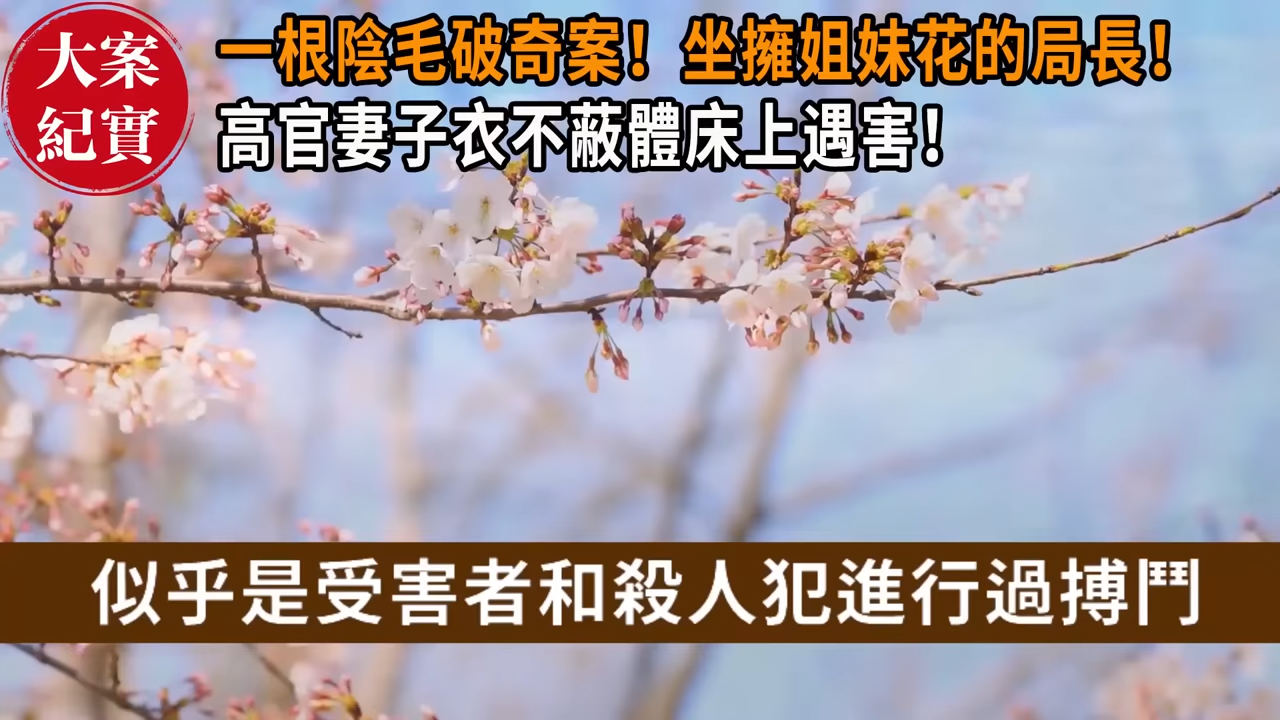 大案
紀實
一根陰毛破奇案！坐擁姐妹花的局長！
高官妻子衣不蔽體床上遇害！
似乎是受害者和殺人犯進行過搏鬥